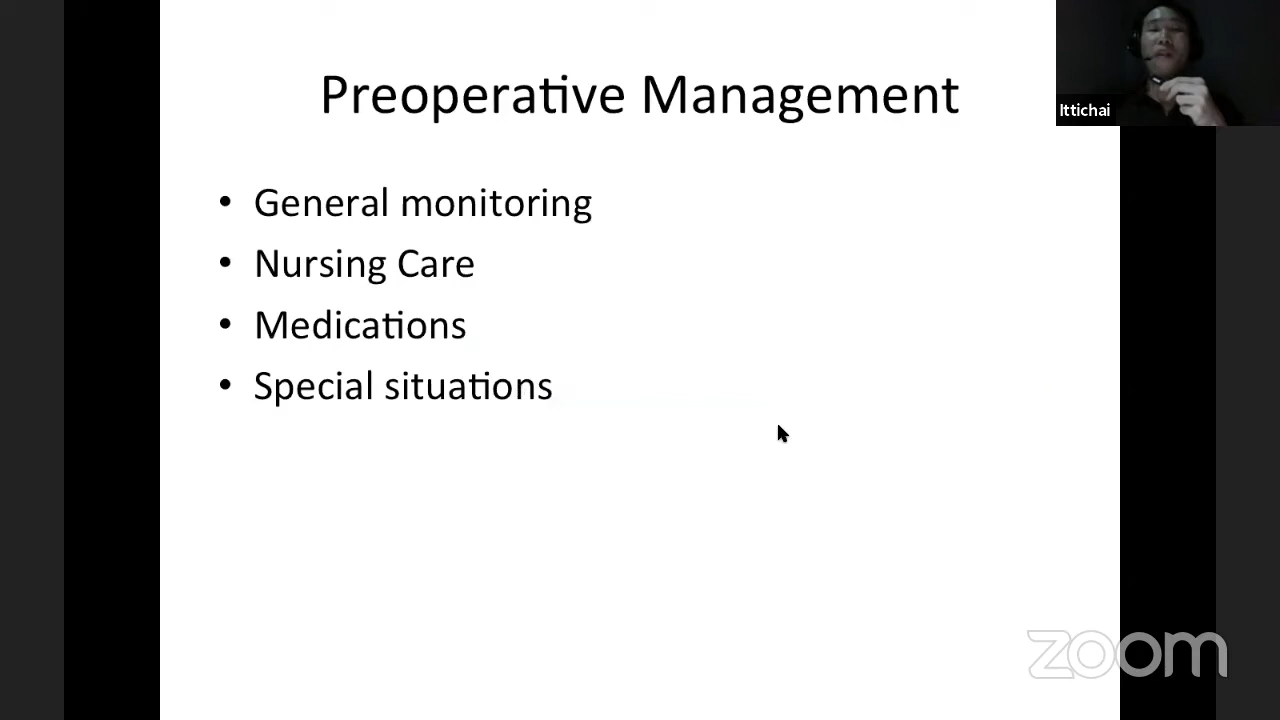 Preoperative Management
Ittichai
• General monitoring
• Nursing Care
• Medications
• Special situations
zoom